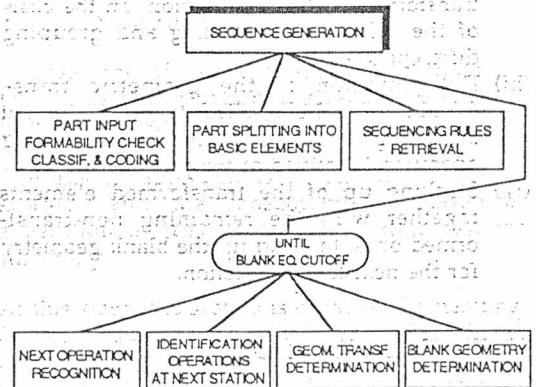 SEQUENCE GENERATION
PART INPUT
FORMABILITY CHECK
CLASSIF. & CODING
PART SPLITTING INTO
BASIC ELEMENTS
SEQUENCING RULES
RETRIEVAL
UNTIL
BLANK EQ. CUTOFF
NEXT OPERATION
RECOGNITION
IDENTIFICATION
OPERATIONS
AT NEXT STATION
GEOM. TRANSF
DETERMINATION
BLANK GEOMETRY
DETERMINATION